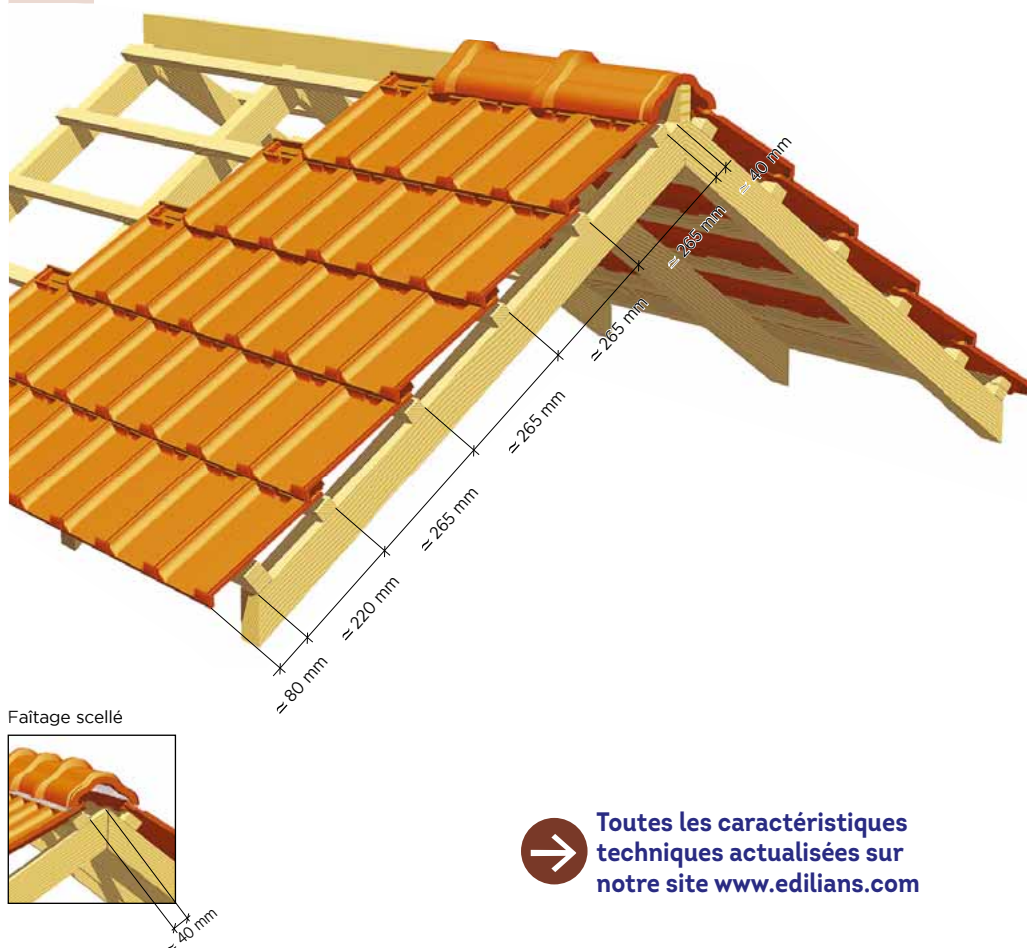 ≃ 40 mm
≃ 265 mm
≃ 265 mm
≃ 265 mm
≃ 265 mm
≃ 220 mm
≃ 80 mm
Faîtage scellé
≃ 40 mm
Toutes les caractéristiques
techniques actualisées sur
notre site www.edilians.com